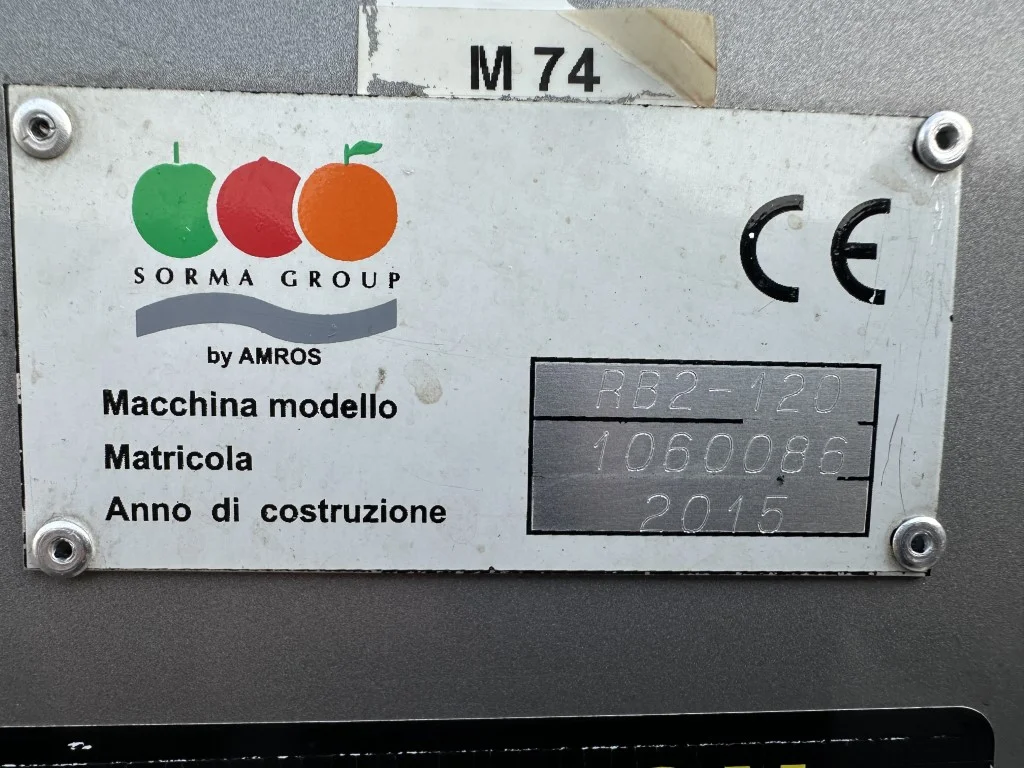 M 74
SORMA GROUP
by AMROS
CE
Macchina modello RB2-120
Matricola 1060086
Anno di costruzione 2015